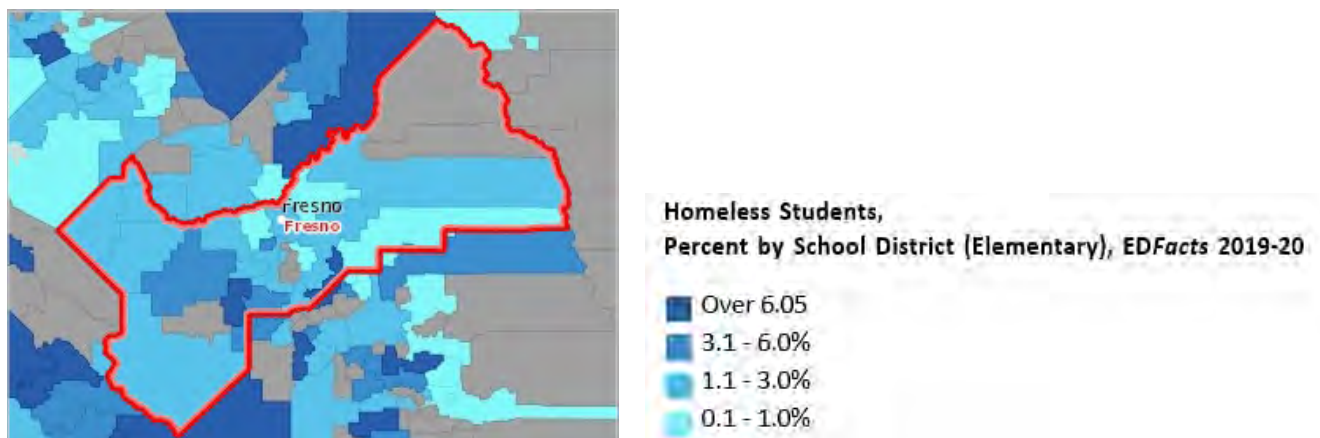 Fresno
Fresno
Homeless Students,
Percent by School District (Elementary), EDFacts 2019-20
Over 6.05
3.1 - 6.0%
1.1 - 3.0%
0.1 - 1.0%